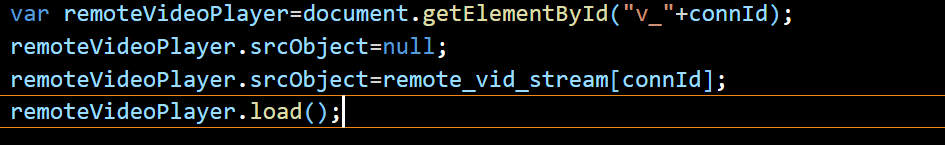 var remoteVideoPlayer=document.getElementById("v_"+connId);
remoteVideoPlayer.srcObject=null;
remoteVideoPlayer.srcObject=remote_vid_stream[connId];
remoteVideoPlayer.load();